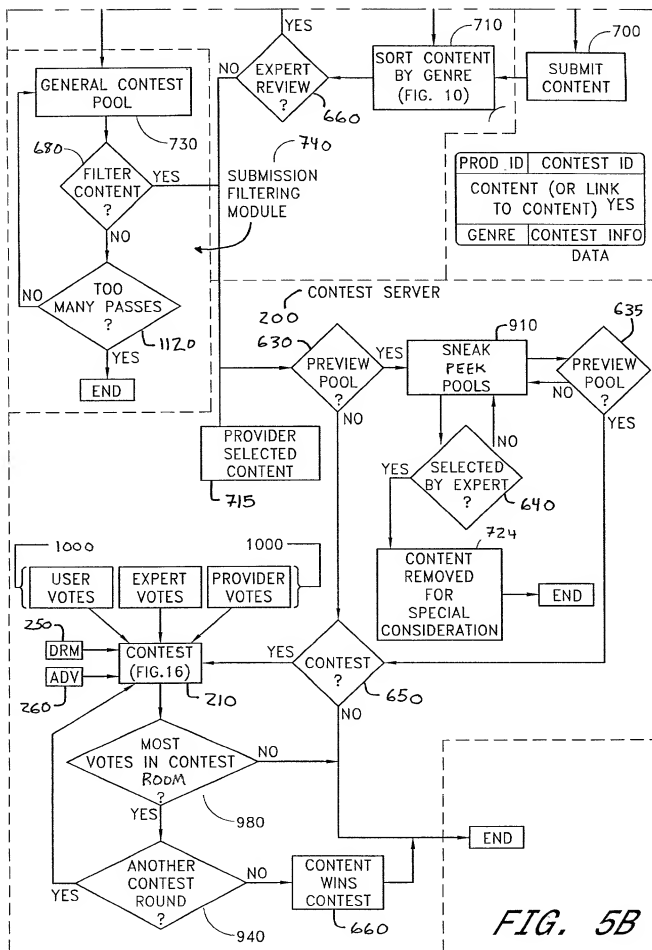 YES
710
700
NO
EXPERT
REVIEW
?
660
SORT CONTENT
BY GENRE
(FIG. 10)
SUBMIT
CONTENT
GENERAL CONTEST
POOL
730
680
FILTER
CONTENT
?
YES
NO
740
SUBMISSION
FILTERING
MODULE
PROD ID
CONTEST ID
CONTENT (OR LINK
TO CONTENT) YES
GENRE
CONTEST INFO
DATA
TOO
MANY PASSES
?
NO
1120
YES
END
200
CONTEST SERVER
630
PREVIEW
POOL
?
YES
NO
910
SNEAK
PEEK
POOLS
635
PREVIEW
POOL
?
NO
YES
PROVIDER
SELECTED
CONTENT
715
NO
YES
SELECTED
BY EXPERT
?
640
724
CONTENT
REMOVED
FOR
SPECIAL
CONSIDERATION
END
1000
1000
USER
VOTES
EXPERT
VOTES
PROVIDER
VOTES
250
DRM
260
ADV
CONTEST
(FIG.16)
210
YES
CONTEST
?
650
NO
MOST
VOTES IN CONTEST
ROOM
?
NO
YES
980
ANOTHER
CONTEST
ROUND
?
YES
NO
940
CONTENT
WINS
CONTEST
660
END
FIG. 5B